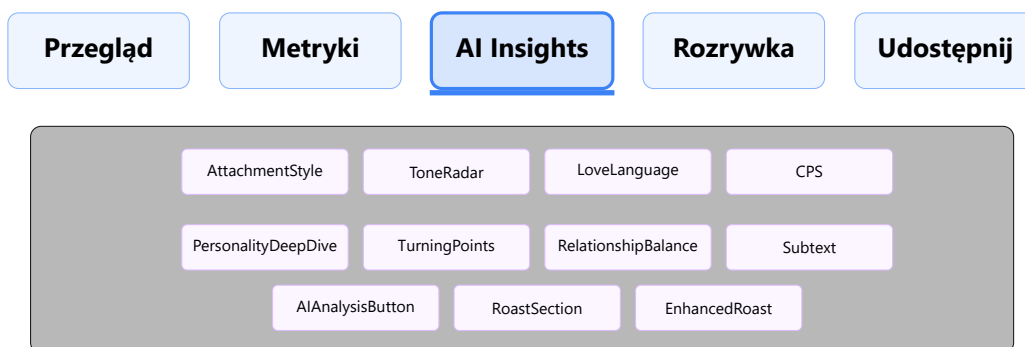 Przegląd
Metryki
AI Insights
Rozrywka
Udostępnij
AttachmentStyle
ToneRadar
LoveLanguage
CPS
PersonalityDeepDive
TurningPoints
RelationshipBalance
Subtext
AIAnalysisButton
RoastSection
EnhancedRoast